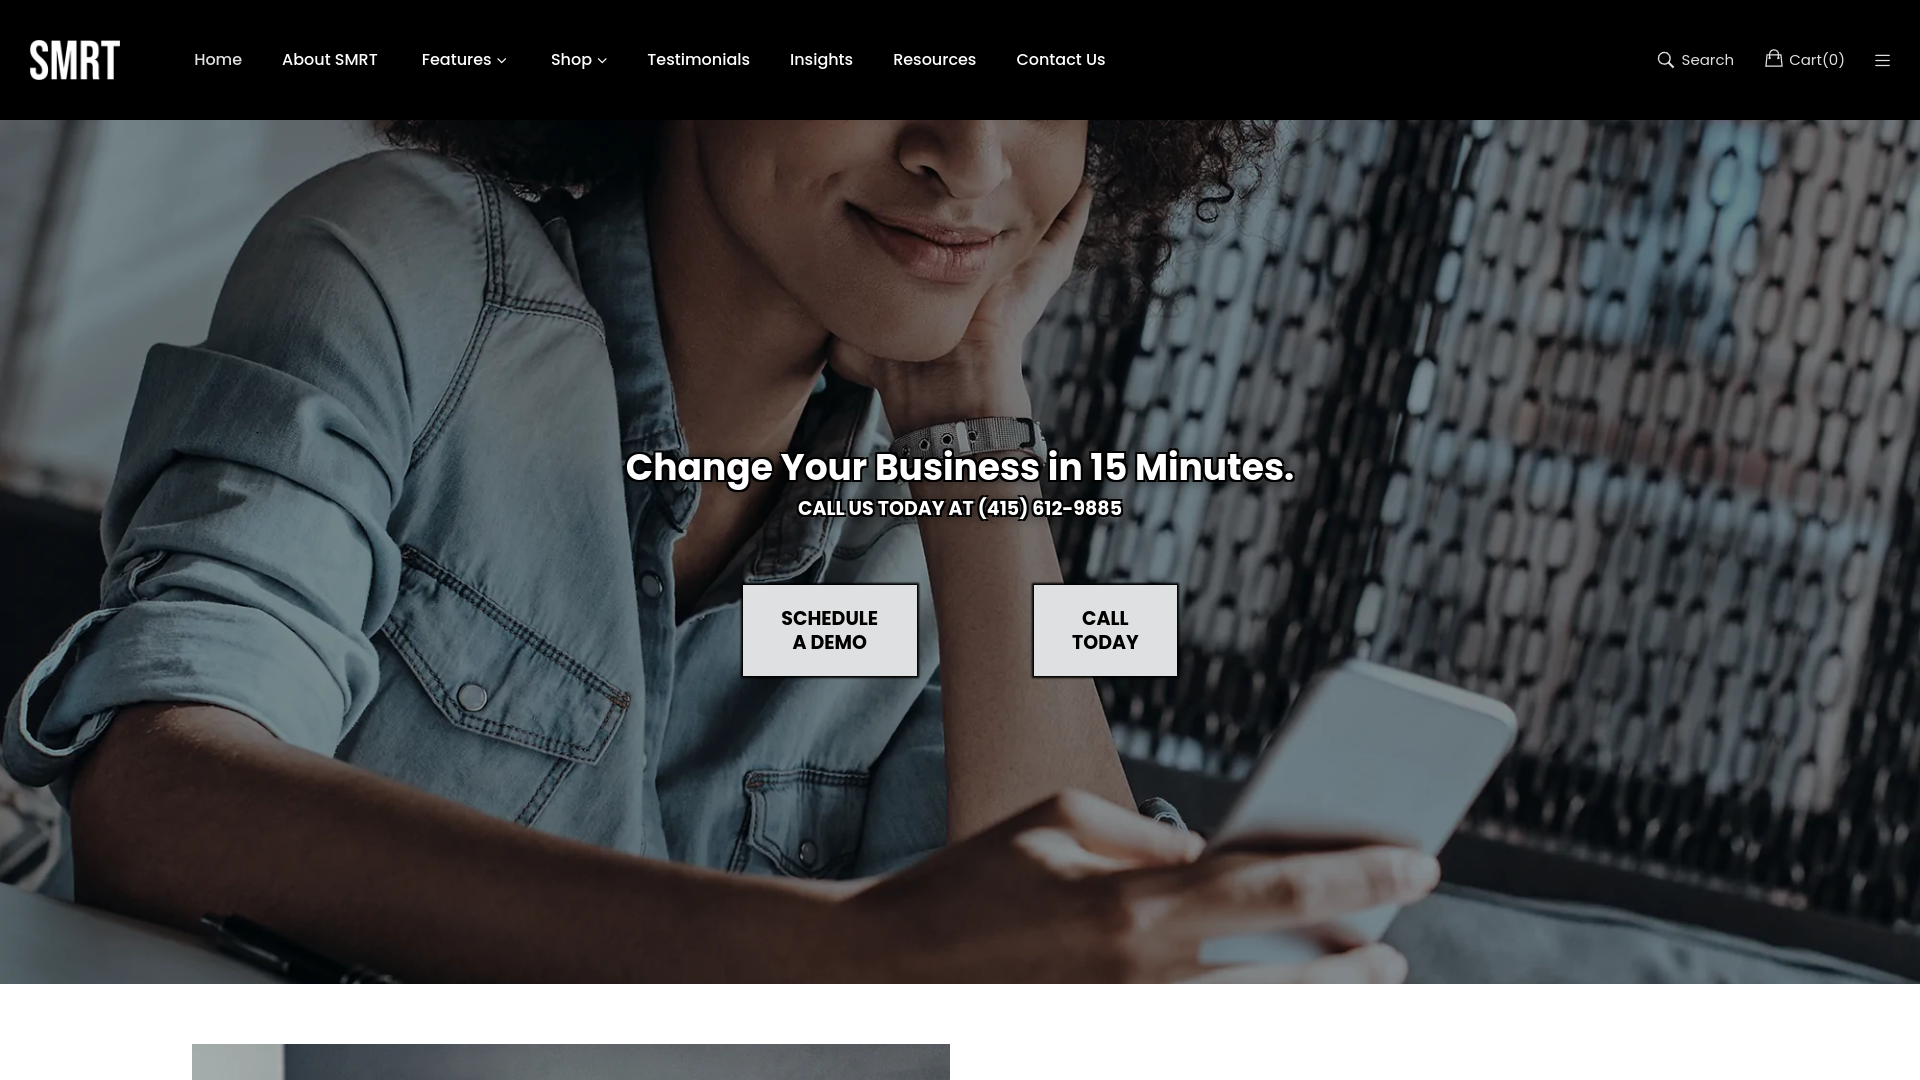 SMRT
Home
About SMRT
Features
Shop
Testimonials
Insights
Resources
Contact Us
Search
Cart(0)
Change Your Business in 15 Minutes.
CALL US TODAY AT (415) 612-9885
SCHEDULE
A DEMO
CALL
TODAY